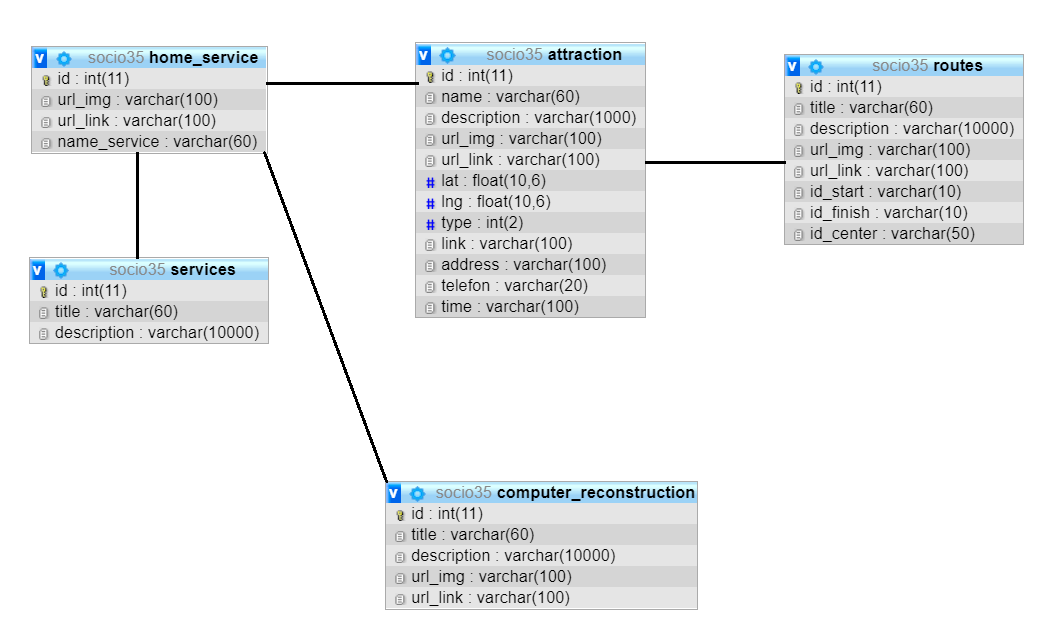 v socio35 home_service
id : int(11)
url_img : varchar(100)
url_link : varchar(100)
name_service : varchar(60)
v socio35 attraction
id : int(11)
name : varchar(60)
description : varchar(1000)
url_img : varchar(100)
url_link : varchar(100)
# lat : float(10,6)
# lng : float(10,6)
# type : int(2)
link : varchar(100)
address : varchar(100)
telefon : varchar(20)
time : varchar(100)
v socio35 routes
id : int(11)
title : varchar(60)
description : varchar(10000)
url_img : varchar(100)
url_link : varchar(100)
id_start : varchar(10)
id_finish : varchar(10)
id_center : varchar(50)
v socio35 services
id : int(11)
title : varchar(60)
description : varchar(10000)
v socio35 computer_reconstruction
id : int(11)
title : varchar(60)
description : varchar(10000)
url_img : varchar(100)
url_link : varchar(100)